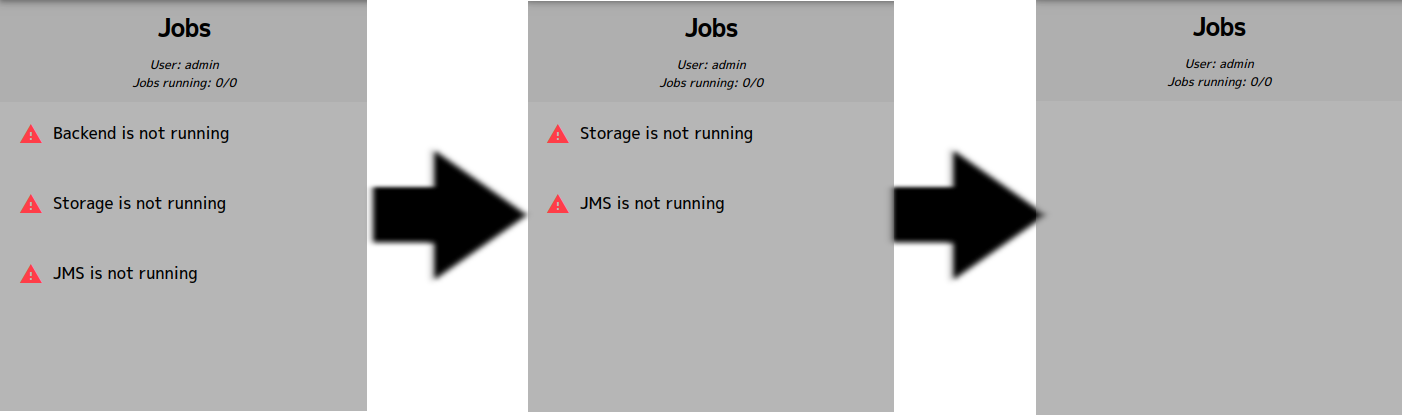 Jobs
User: admin
Jobs running: 0/0
Backend is not running
Storage is not running
JMS is not running
Jobs
User: admin
Jobs running: 0/0
Storage is not running
JMS is not running
Jobs
User: admin
Jobs running: 0/0